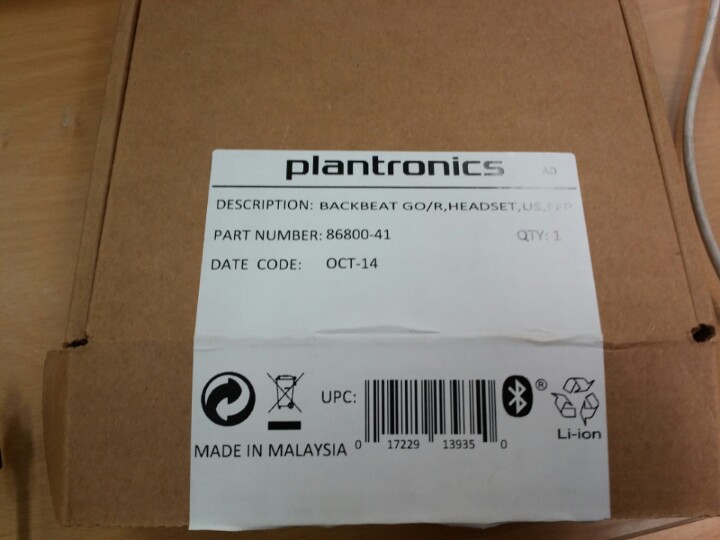 plantronics AD
DESCRIPTION: BACKBEAT GO/R,HEADSET,US,FFP
PART NUMBER: 86800-41 QTY: 1
DATE CODE: OCT-14
UPC:
®
0 17229 13935 0
MADE IN MALAYSIA
Li-ion